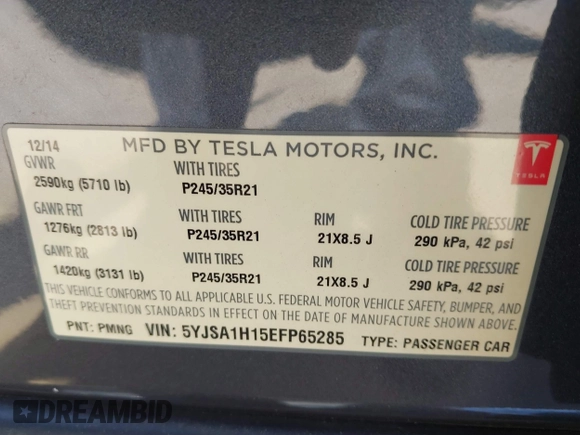 12/14 MFD BY TESLA MOTORS, INC.
GVWR WITH TIRES
2590kg (5710 lb) P245/35R21
TESLA
GAWR FRT WITH TIRES RIM COLD TIRE PRESSURE
1276kg (2813 lb) P245/35R21 21X8.5 J 290 kPa, 42 psi
GAWR RR WITH TIRES RIM COLD TIRE PRESSURE
1420kg (3131 lb) P245/35R21 21X8.5 J 290 kPa, 42 psi
THIS VEHICLE CONFORMS TO ALL APPLICABLE U.S. FEDERAL MOTOR VEHICLE SAFETY, BUMPER, AND
THEFT PREVENTION STANDARDS IN EFFECT ON THE DATE OF MANUFACTURE SHOWN ABOVE.
PNT: PMNG VIN: 5YJSA1H15EFP65285 TYPE: PASSENGER CAR
DREAMBID